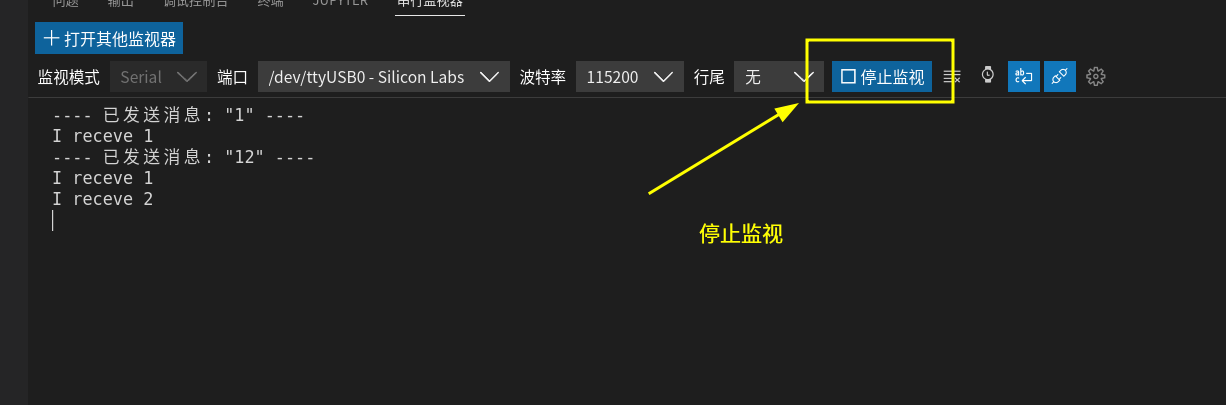 问题 输出 调试控制台 终端 JUPYTER 串行监视器
打开其他监视器
监视模式 Serial 端口 /dev/ttyUSB0 - Silicon Labs 波特率 115200 行尾 无 停止监视
---- 已发送消息: "1" ----
I receve 1
---- 已发送消息: "12" ----
I receve 1
I receve 2
停止监视